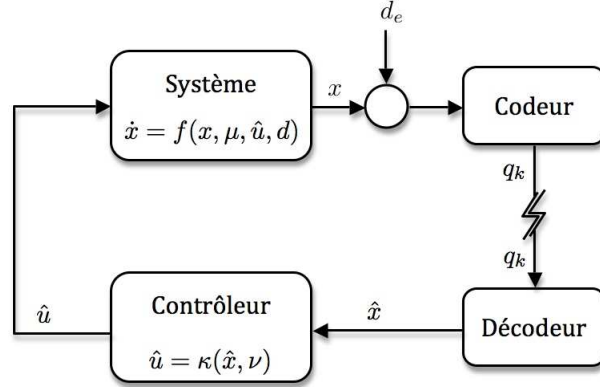 d_e
Système
ẋ = f(x, μ, û, d)
x
Codeur
q_k
q_k
Contrôleur
û = κ(x̂, ν)
û
x̂
Décodeur